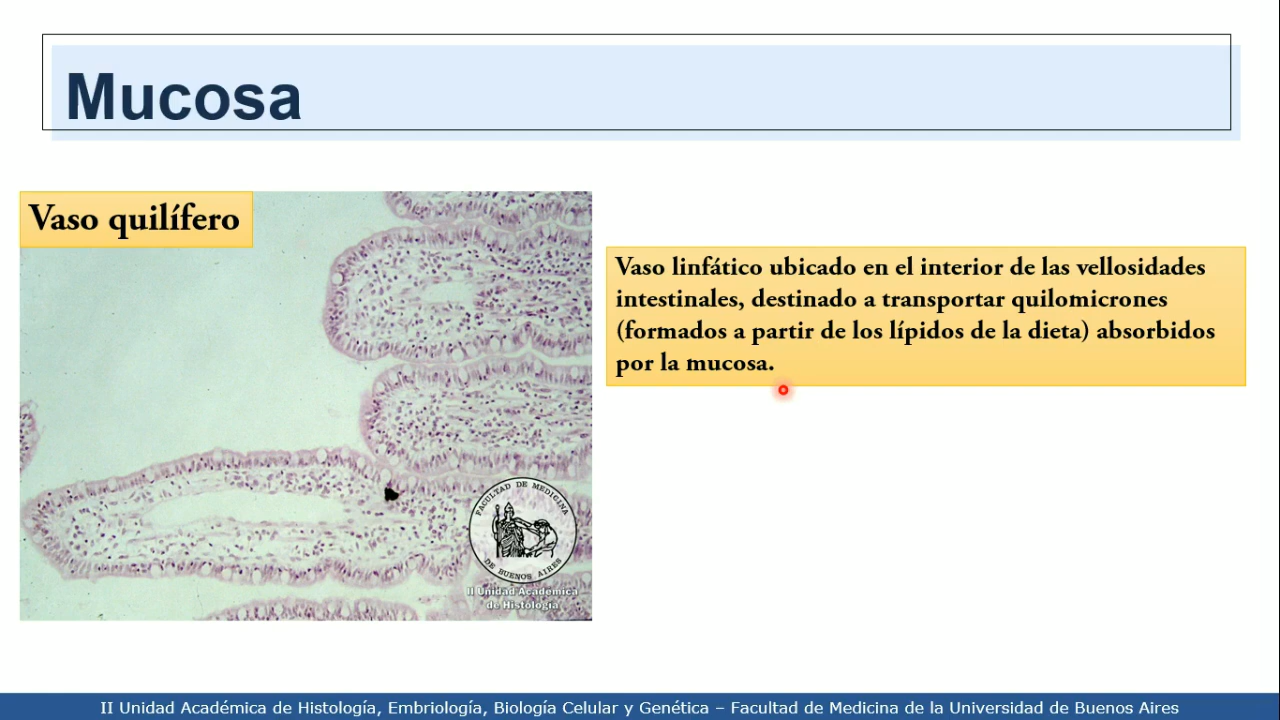 Mucosa
Vaso quilífero
Vaso linfático ubicado en el interior de las vellosidades
intestinales, destinado a transportar quilomicrones
(formados a partir de los lípidos de la dieta) absorbidos
por la mucosa.
FACULTAD DE MEDICINA
DE BUENOS AIRES
II Unidad Académica
de Histología
II Unidad Académica de Histología, Embriología, Biología Celular y Genética – Facultad de Medicina de la Universidad de Buenos Aires